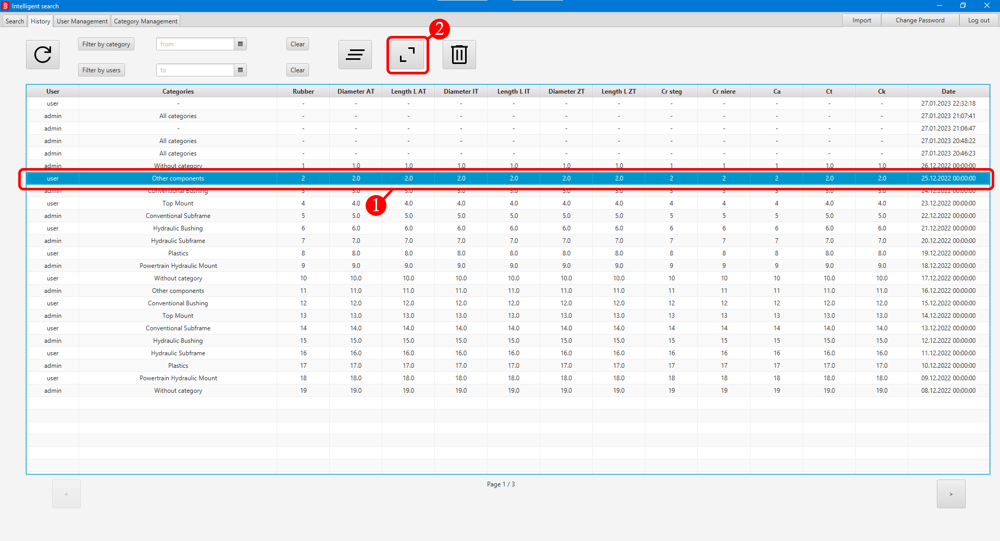 Intelligent search
Search History User Management Category Management Import Change Password Log out
2
Filter by category from Clear
Filter by users to Clear
User Categories Rubber Diameter AT Length L AT Diameter IT Length L IT Diameter ZT Length L ZT Cr steg Cr niere Ca Ct Ck Date
user - - - - - - - - - - - - - 27.01.2023 22:32:18
admin All categories - - - - - - - - - - - - 27.01.2023 21:07:41
admin - - - - - - - - - - - - - 27.01.2023 21:06:47
admin All categories - - - - - - - - - - - - 27.01.2023 20:48:22
admin All categories - - - - - - - - - - - - 27.01.2023 20:46:23
admin Without category 1 1.0 1.0 1.0 1.0 1.0 1.0 1 1 1 1.0 1.0 26.12.2022 00:00:00
user Other components 2 2.0 2.0 2.0 2.0 2.0 2.0 2 2 2 2.0 2.0 25.12.2022 00:00:00
admin Conventional Bushing 3 3.0 3.0 3.0 3.0 3.0 3.0 3 3 3 3.0 3.0 24.12.2022 00:00:00
1
user Top Mount 4 4.0 4.0 4.0 4.0 4.0 4.0 4 4 4 4.0 4.0 23.12.2022 00:00:00
admin Conventional Subframe 5 5.0 5.0 5.0 5.0 5.0 5.0 5 5 5 5.0 5.0 22.12.2022 00:00:00
user Hydraulic Bushing 6 6.0 6.0 6.0 6.0 6.0 6.0 6 6 6 6.0 6.0 21.12.2022 00:00:00
admin Hydraulic Subframe 7 7.0 7.0 7.0 7.0 7.0 7.0 7 7 7 7.0 7.0 20.12.2022 00:00:00
user Plastics 8 8.0 8.0 8.0 8.0 8.0 8.0 8 8 8 8.0 8.0 19.12.2022 00:00:00
admin Powertrain Hydraulic Mount 9 9.0 9.0 9.0 9.0 9.0 9.0 9 9 9 9.0 9.0 18.12.2022 00:00:00
user Without category 10 10.0 10.0 10.0 10.0 10.0 10.0 10 10 10 10.0 10.0 17.12.2022 00:00:00
admin Other components 11 11.0 11.0 11.0 11.0 11.0 11.0 11 11 11 11.0 11.0 16.12.2022 00:00:00
user Conventional Bushing 12 12.0 12.0 12.0 12.0 12.0 12.0 12 12 12 12.0 12.0 15.12.2022 00:00:00
admin Top Mount 13 13.0 13.0 13.0 13.0 13.0 13.0 13 13 13 13.0 13.0 14.12.2022 00:00:00
user Conventional Subframe 14 14.0 14.0 14.0 14.0 14.0 14.0 14 14 14 14.0 14.0 13.12.2022 00:00:00
admin Hydraulic Bushing 15 15.0 15.0 15.0 15.0 15.0 15.0 15 15 15 15.0 15.0 12.12.2022 00:00:00
user Hydraulic Subframe 16 16.0 16.0 16.0 16.0 16.0 16.0 16 16 16 16.0 16.0 11.12.2022 00:00:00
admin Plastics 17 17.0 17.0 17.0 17.0 17.0 17.0 17 17 17 17.0 17.0 10.12.2022 00:00:00
user Powertrain Hydraulic Mount 18 18.0 18.0 18.0 18.0 18.0 18.0 18 18 18 18.0 18.0 09.12.2022 00:00:00
admin Without category 19 19.0 19.0 19.0 19.0 19.0 19.0 19 19 19 19.0 19.0 08.12.2022 00:00:00
Page 1 / 3
< >